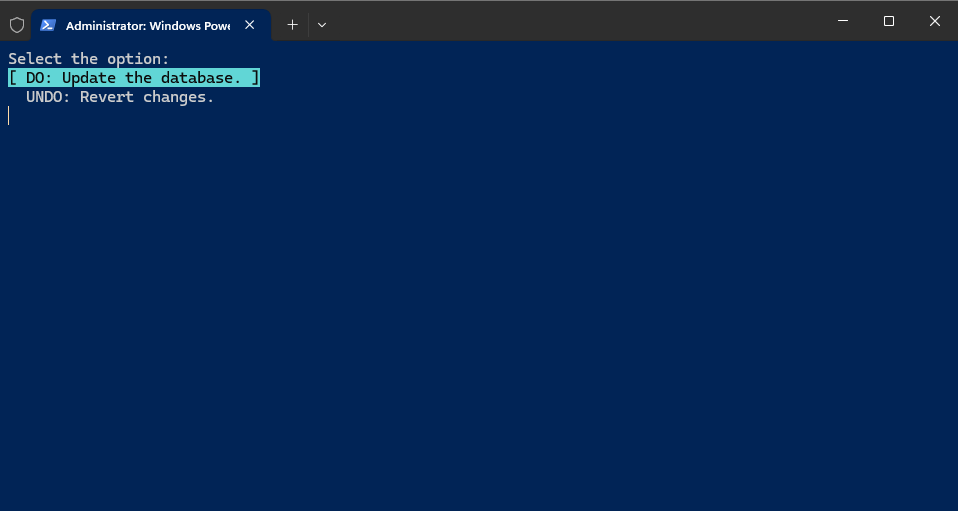 Administrator: Windows Powe
Select the option:
[ DO: Update the database. ]
UNDO: Revert changes.